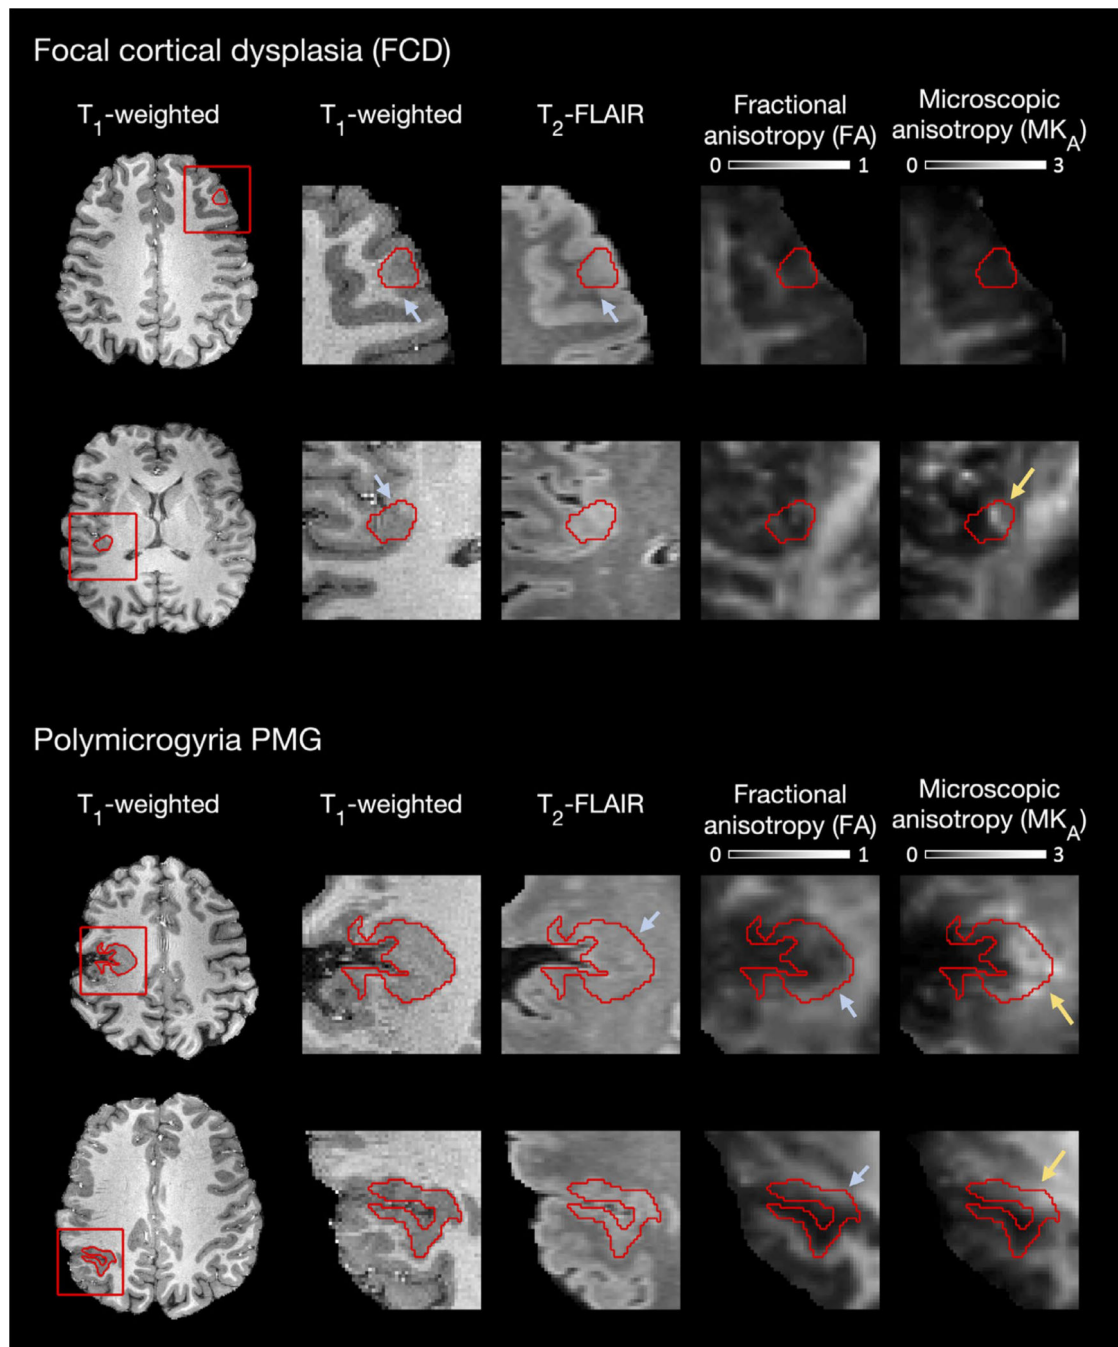 Focal cortical dysplasia (FCD)
T1-weighted
T1-weighted
T2-FLAIR
Fractional
anisotropy (FA)
0 1
Microscopic
anisotropy (MKA)
0 3
Polymicrogyria PMG
T1-weighted
T1-weighted
T2-FLAIR
Fractional
anisotropy (FA)
0 1
Microscopic
anisotropy (MKA)
0 3